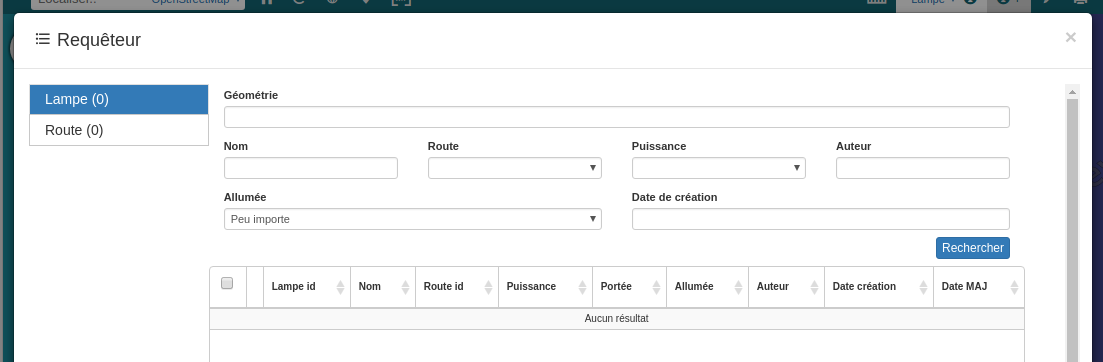 Localiser..
OpenStreetMap
Lampe
Requêteur
×
Lampe (0)
Route (0)
Géométrie
Nom
Route
Puissance
Auteur
Allumée
Date de création
Peu importe
Rechercher
Lampe id
Nom
Route id
Puissance
Portée
Allumée
Auteur
Date création
Date MAJ
Aucun résultat